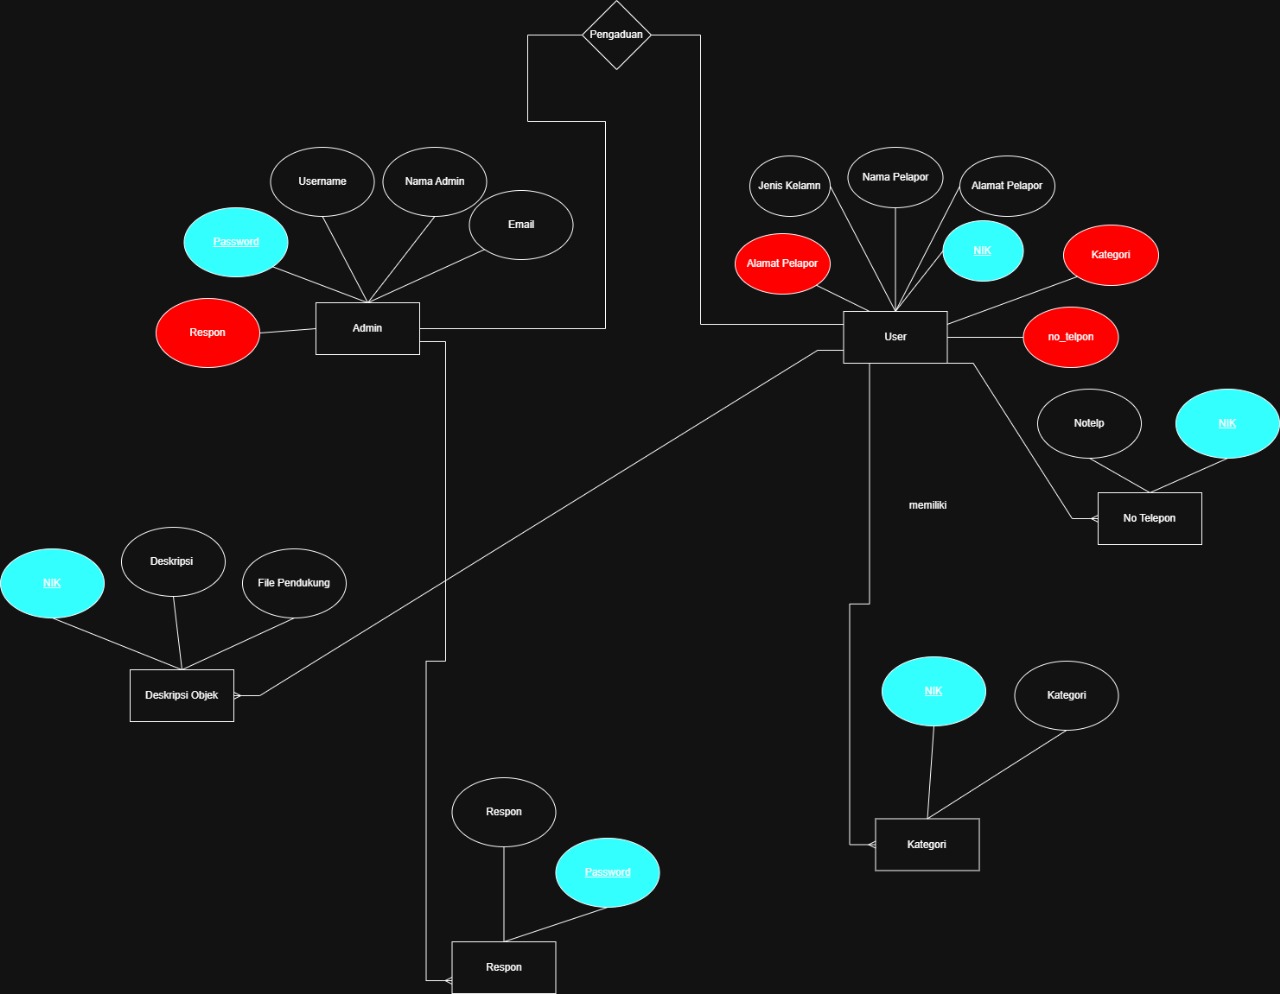 Pengaduan
Username
Nama Admin
Email
Password
Respon
Admin
Jenis Kelamn
Nama Pelapor
Alamat Pelapor
NIK
Alamat Pelapor
Kategori
User
no_telpon
Notelp
NIK
No Telepon
memiliki
NIK
Deskripsi
File Pendukung
Deskripsi Objek
NIK
Kategori
Kategori
Respon
Password
Respon